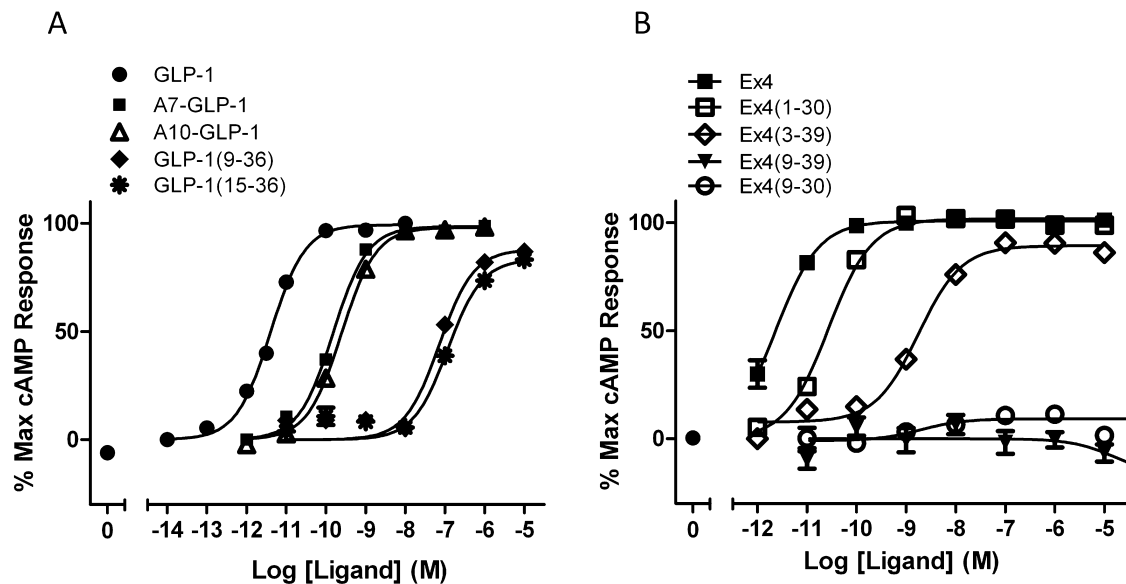 A
GLP-1
A7-GLP-1
A10-GLP-1
GLP-1(9-36)
GLP-1(15-36)
% Max cAMP Response
100
50
0
0 -14 -13 -12 -11 -10 -9 -8 -7 -6 -5
Log [Ligand] (M)
B
Ex4
Ex4(1-30)
Ex4(3-39)
Ex4(9-39)
Ex4(9-30)
% Max cAMP Response
100
50
0
0 -12 -11 -10 -9 -8 -7 -6 -5
Log [Ligand] (M)